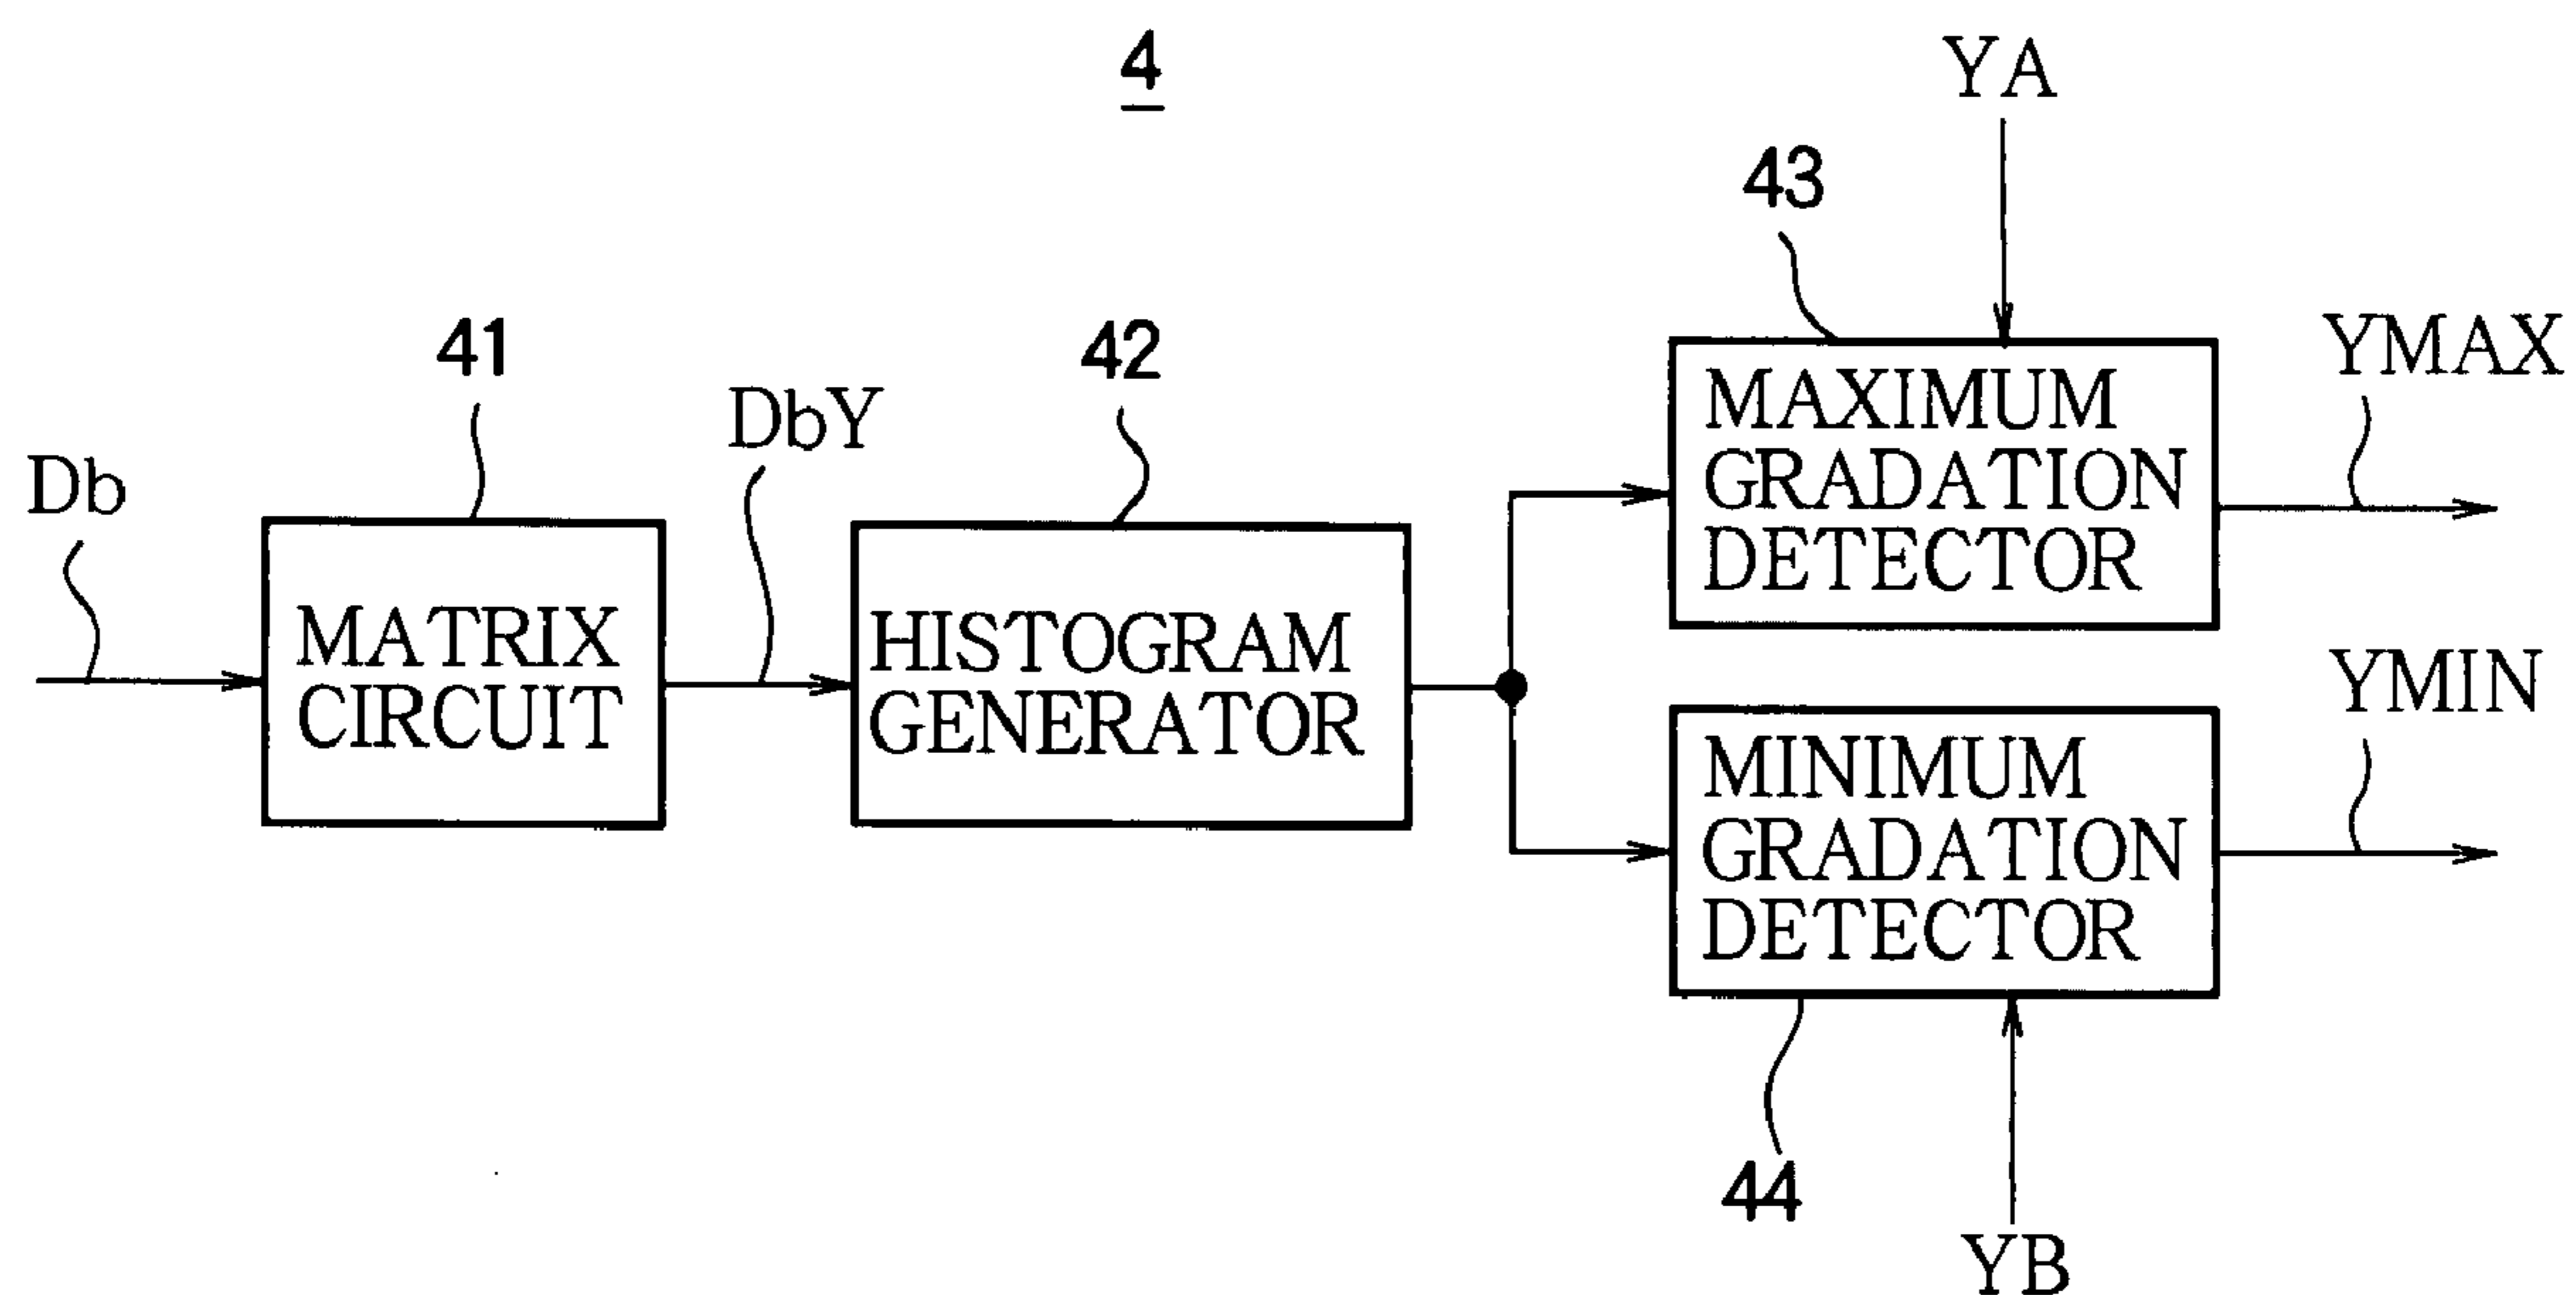 4
YA
43
41
42
YMAX
DbY
Db
MAXIMUM
GRADATION
DETECTOR
MATRIX
CIRCUIT
HISTOGRAM
GENERATOR
YMIN
MINIMUM
GRADATION
DETECTOR
44
YB